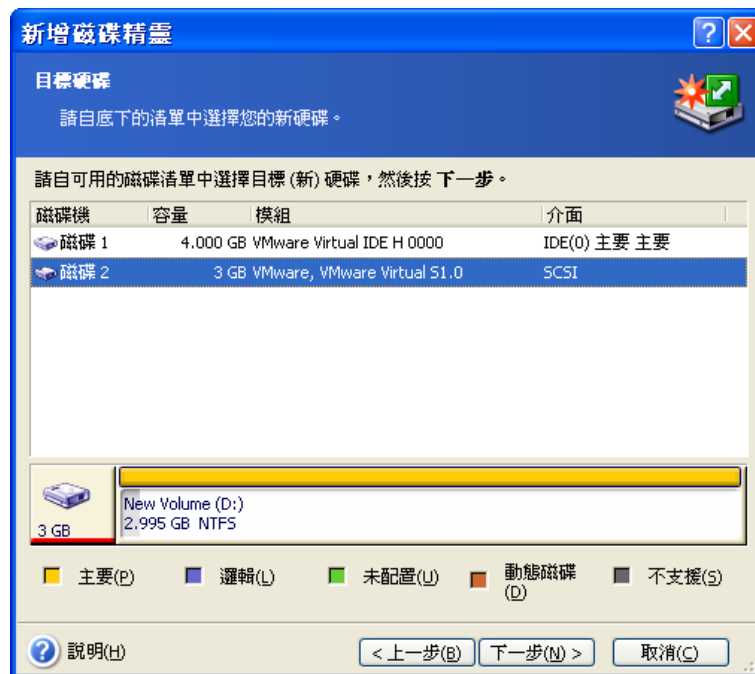 新增磁碟精靈
目標硬碟
請自底下的清單中選擇您的新硬碟。
請自可用的磁碟清單中選擇目標 (新) 硬碟，然後按 下一步。
磁碟機 容量 模組 介面
磁碟 1 4.000 GB VMware Virtual IDE H 0000 IDE(0) 主要 主要
磁碟 2 3 GB VMware, VMware Virtual S1.0 SCSI
New Volume (D:)
3 GB 2.995 GB NTFS
主要(P) 邏輯(L) 未配置(U) 動態磁碟(D) 不支援(S)
說明(H) < 上一步(B) 下一步(N) > 取消(C)